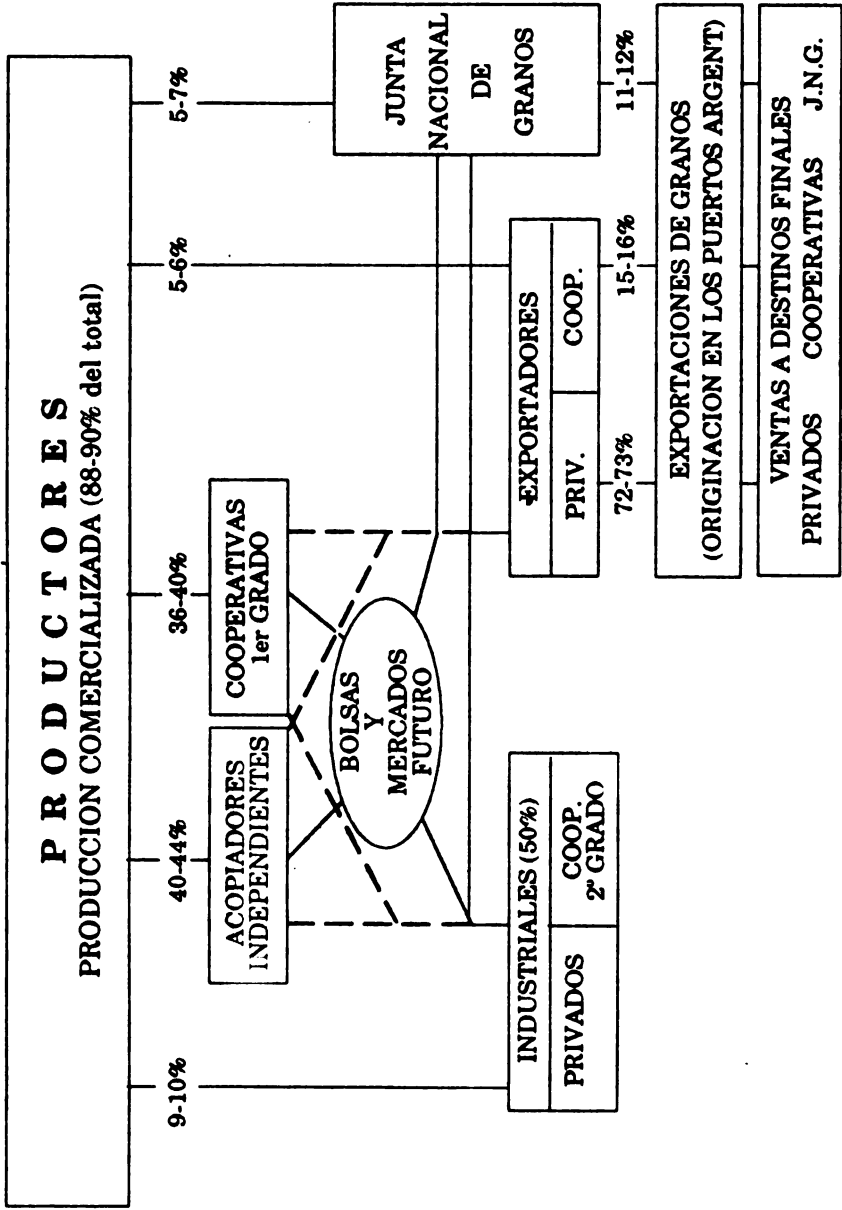 PRODUCTORES
PRODUCCION COMERCIALIZADA (88-90% del total)
9-10%
40-44%
36-40%
5-6%
5-7%
ACOPIADORES
INDEPENDIENTES
COOPERATIVAS
1er GRADO
BOLSAS
Y
MERCADOS
FUTURO
JUNTA
NACIONAL
DE
GRANOS
INDUSTRIALES (50%)
PRIVADOS
COOP.
2º GRADO
EXPORTADORES
PRIV.
COOP.
72-73%
15-16%
11-12%
EXPORTACIONES DE GRANOS
(ORIGINACION EN LOS PUERTOS ARGENT)
VENTAS A DESTINOS FINALES
PRIVADOS COOPERATIVAS J.N.G.